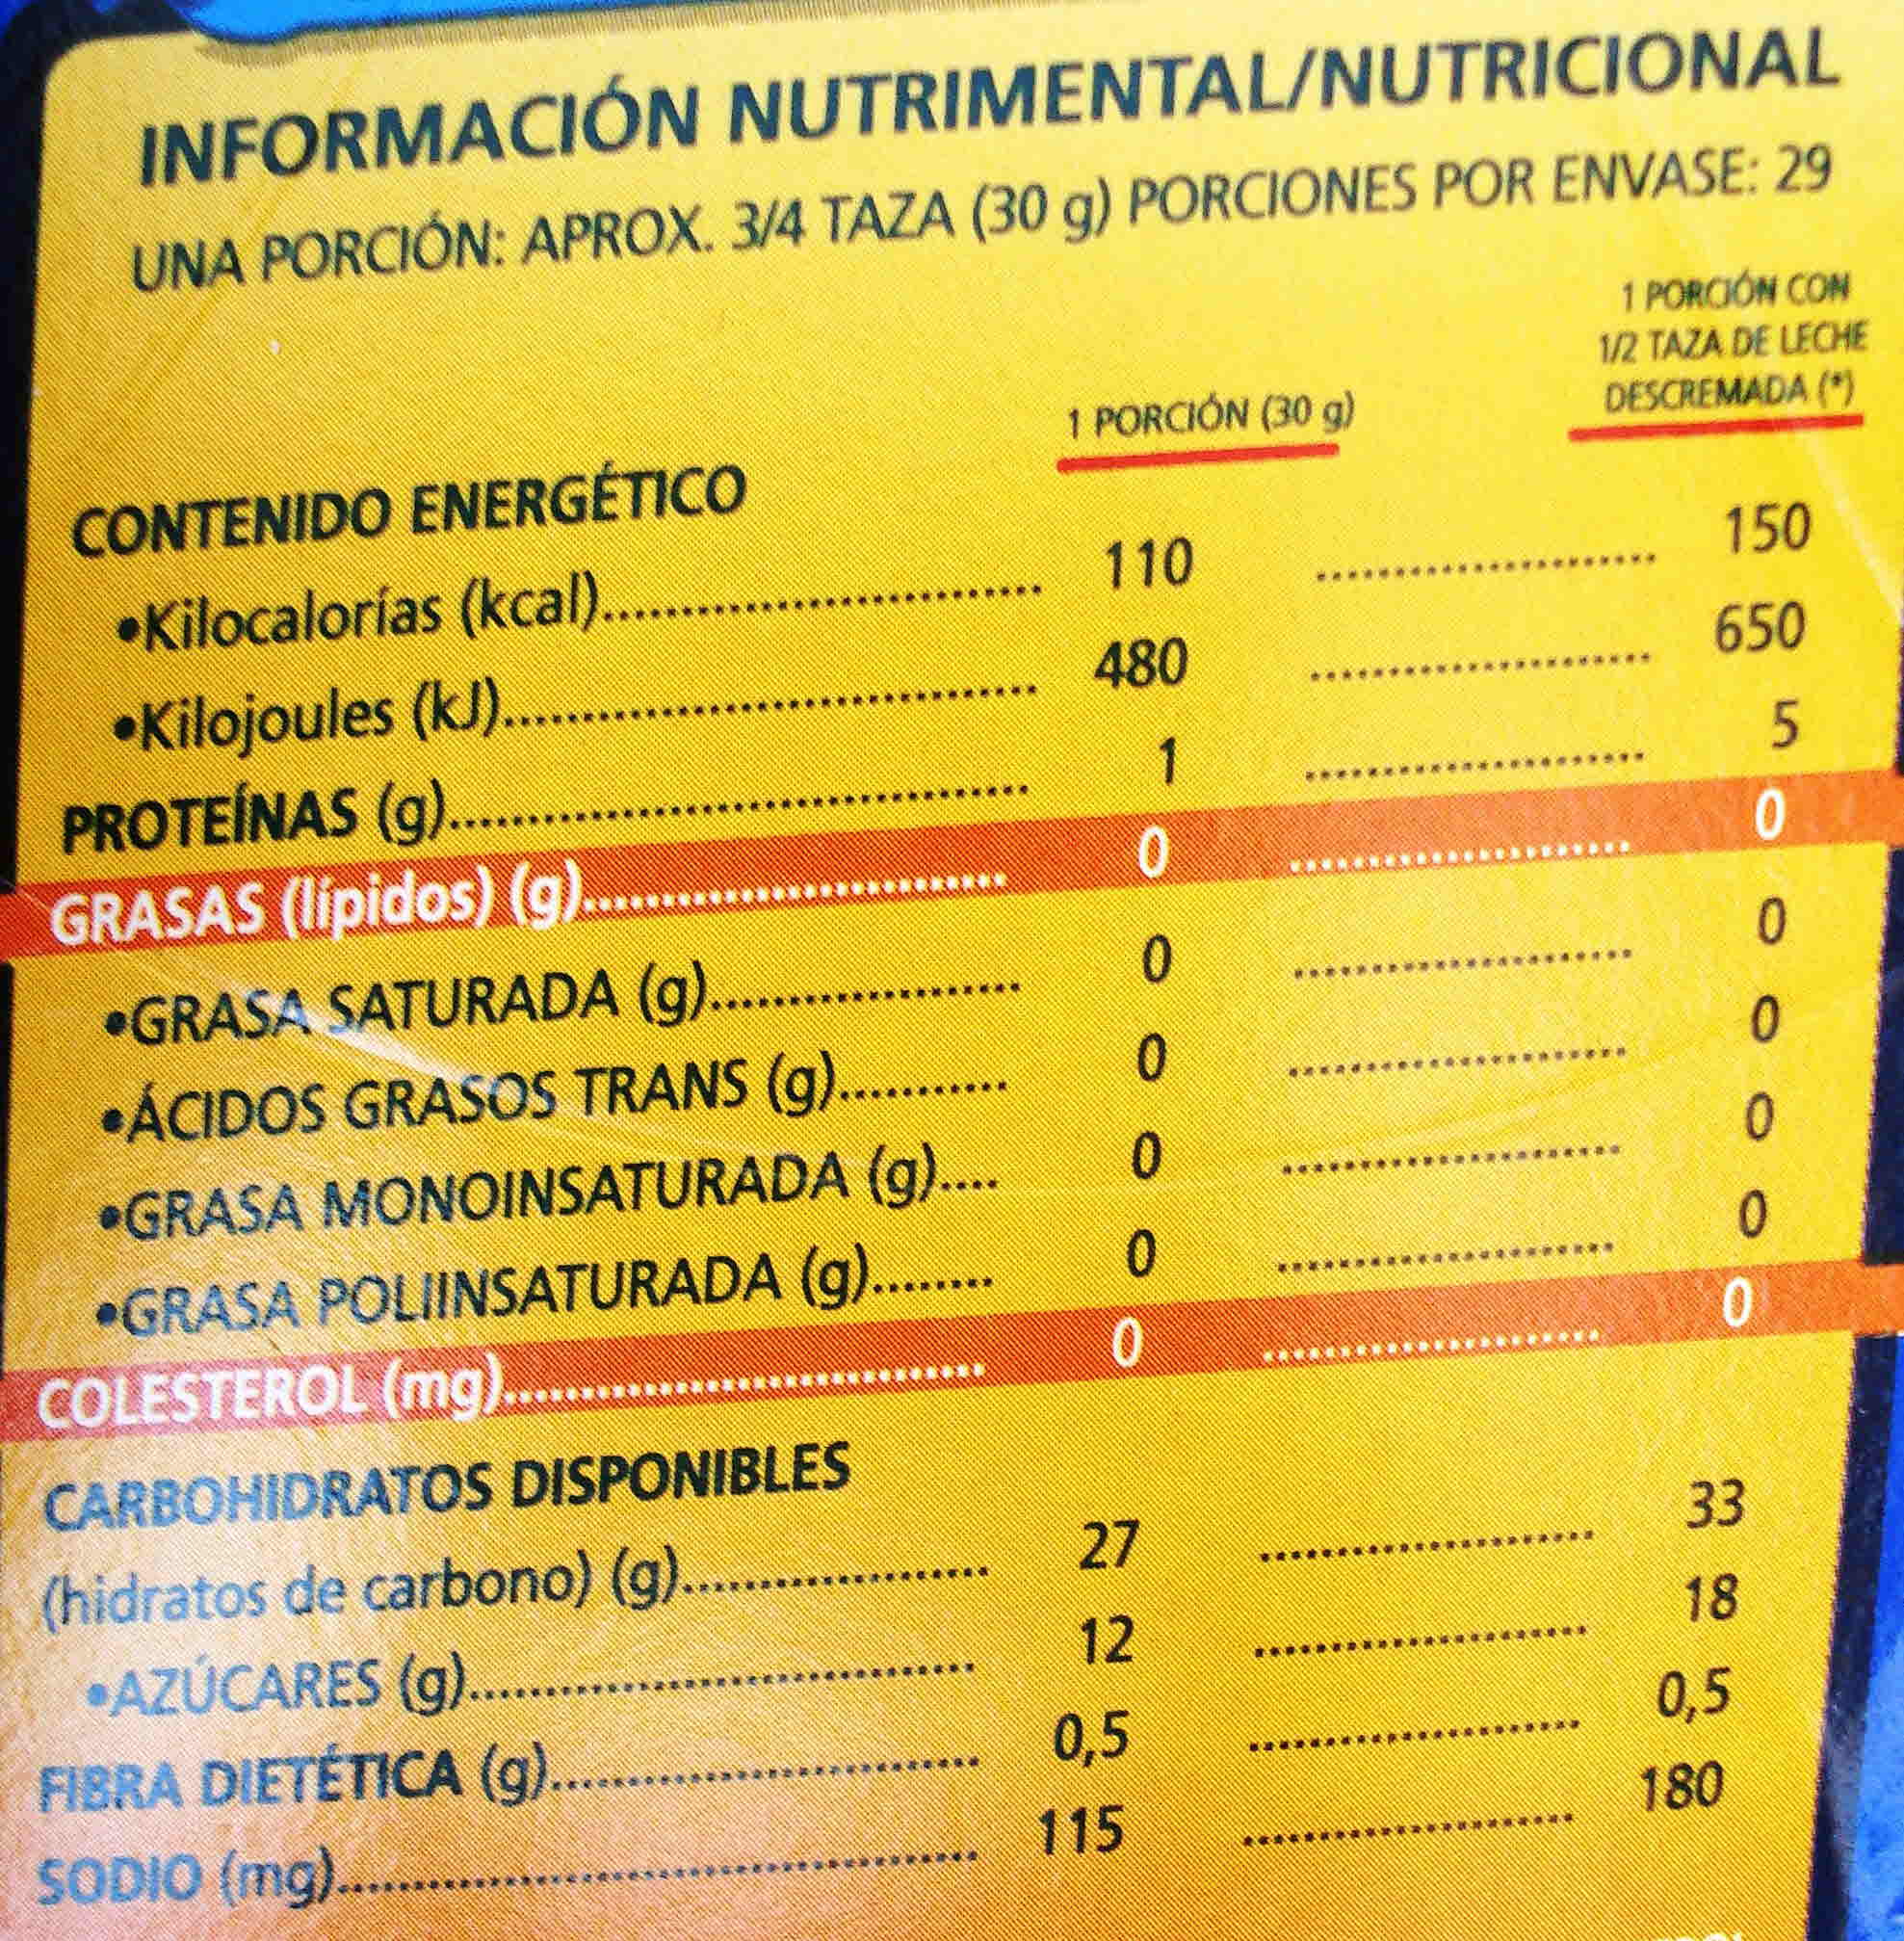 INFORMACIÓN NUTRIMENTAL/NUTRICIONAL
UNA PORCIÓN: APROX. 3/4 TAZA (30 g) PORCIONES POR ENVASE: 29
1 PORCIÓN CON
1/2 TAZA DE LECHE
1 PORCIÓN (30 g) DESCREMADA (*)
CONTENIDO ENERGÉTICO
•Kilocalorías (kcal)........ 110 ........ 150
•Kilojoules (kJ)........ 480 ........ 650
PROTEÍNAS (g)........ 1 ........ 5
GRASAS (lípidos) (g)........ 0 ........ 0
•GRASA SATURADA (g)........ 0 ........ 0
•ÁCIDOS GRASOS TRANS (g)........ 0 ........ 0
•GRASA MONOINSATURADA (g).... 0 ........ 0
•GRASA POLIINSATURADA (g)........ 0 ........ 0
COLESTEROL (mg)........ 0 ........ 0
CARBOHIDRATOS DISPONIBLES
(hidratos de carbono) (g)........ 27 ........ 33
•AZÚCARES (g)........ 12 ........ 18
FIBRA DIETÉTICA (g)........ 0,5 ........ 0,5
SODIO (mg)........ 115 ........ 180